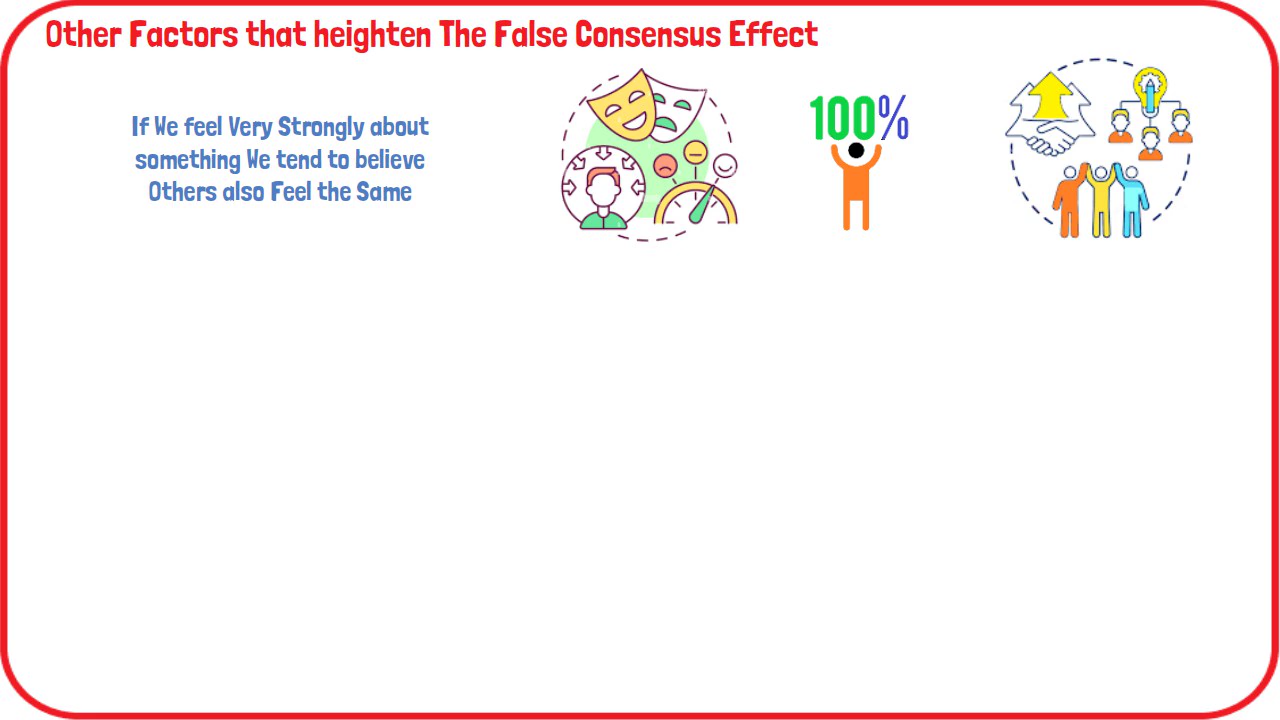 Other Factors that heighten The False Consensus Effect
If We feel Very Strongly about
something We tend to believe
Others also Feel the Same
100%